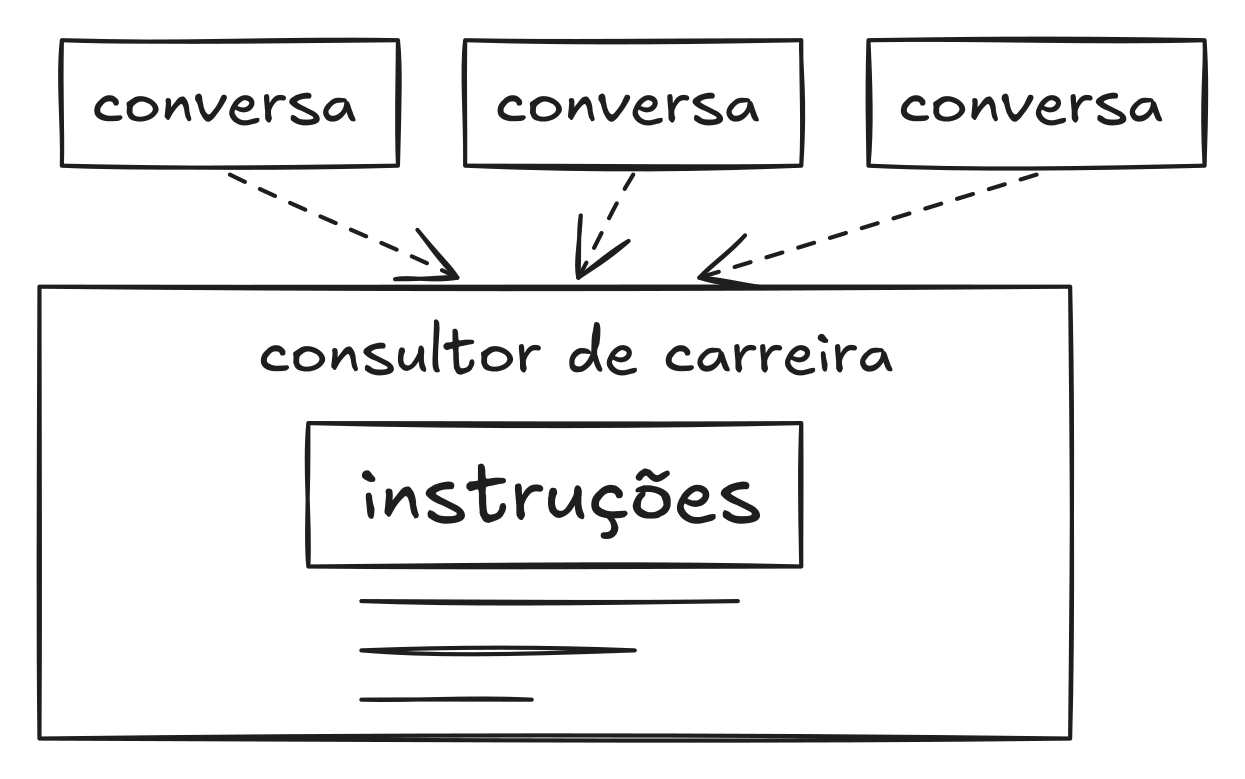 conversa
conversa
conversa
consultor de carreira
instruções